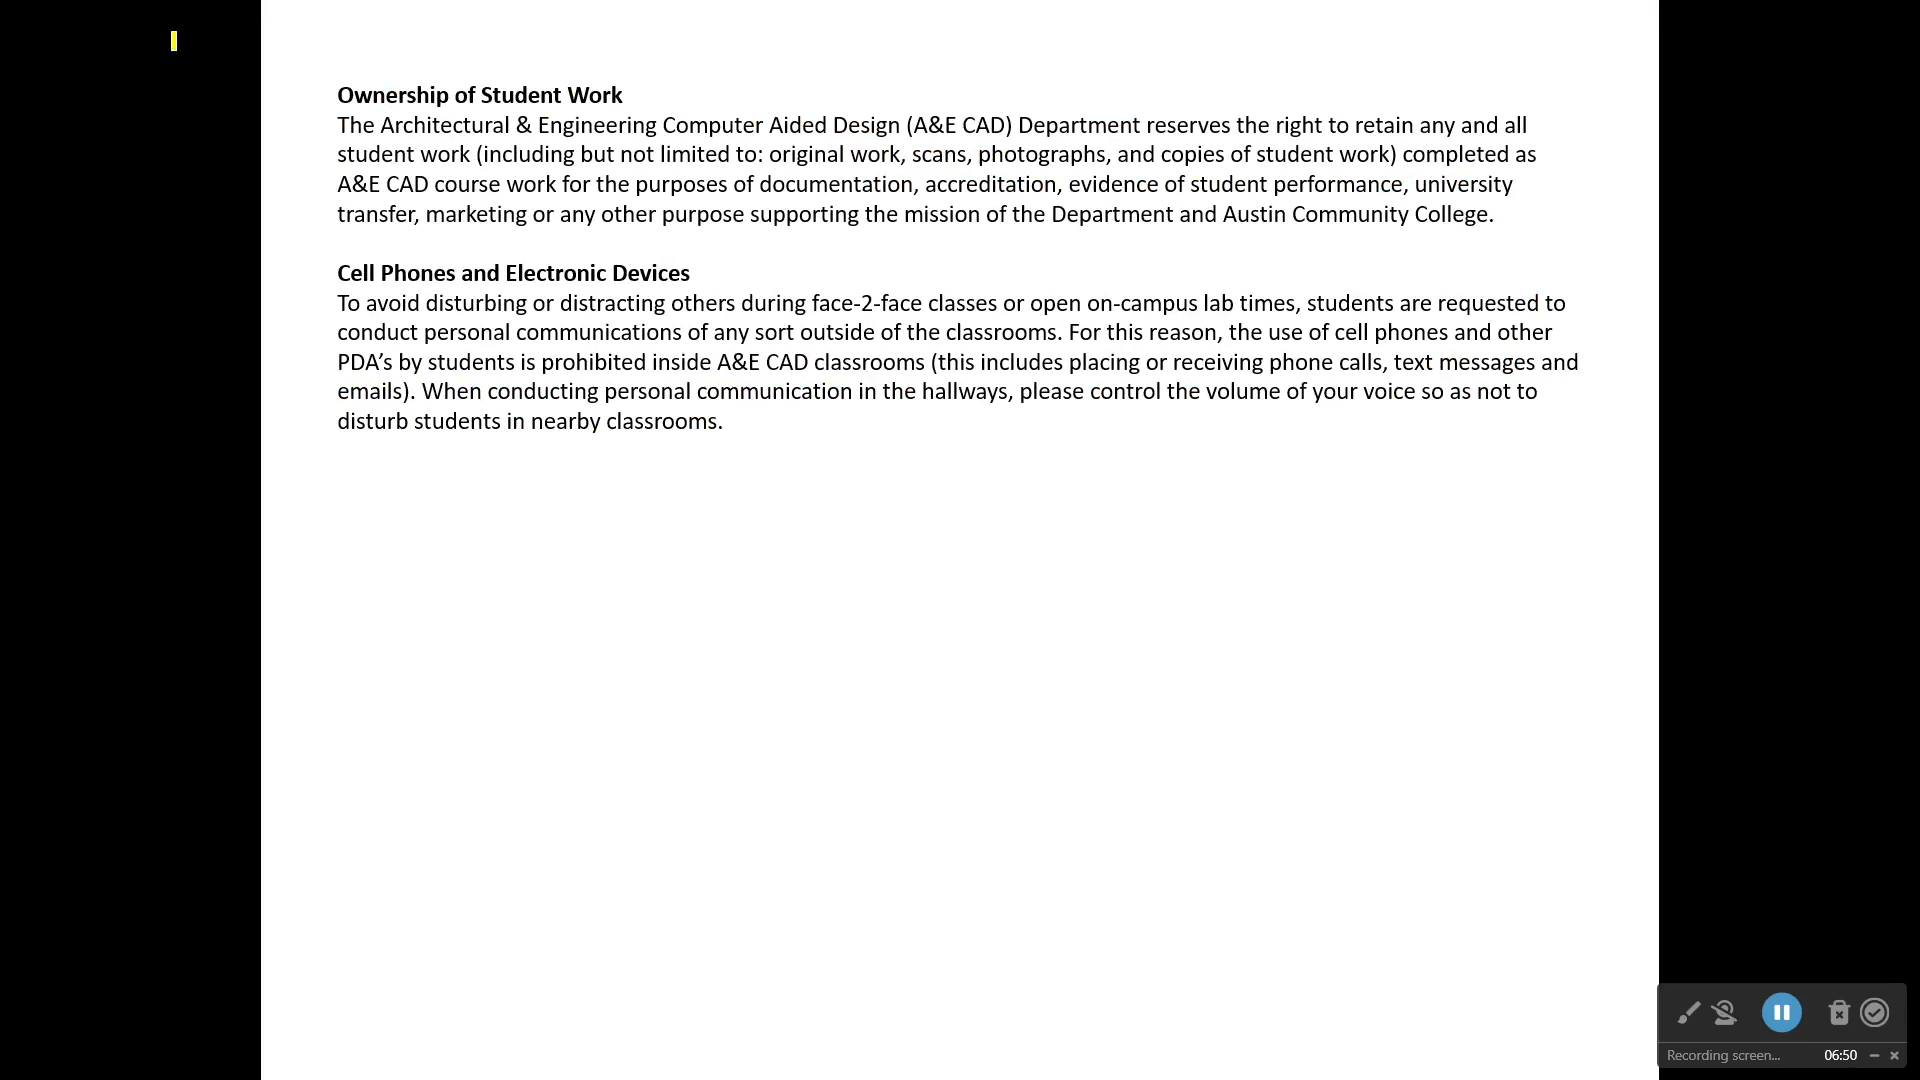 Ownership of Student Work
The Architectural & Engineering Computer Aided Design (A&E CAD) Department reserves the right to retain any and all
student work (including but not limited to: original work, scans, photographs, and copies of student work) completed as
A&E CAD course work for the purposes of documentation, accreditation, evidence of student performance, university
transfer, marketing or any other purpose supporting the mission of the Department and Austin Community College.
Cell Phones and Electronic Devices
To avoid disturbing or distracting others during face-2-face classes or open on-campus lab times, students are requested to
conduct personal communications of any sort outside of the classrooms. For this reason, the use of cell phones and other
PDA’s by students is prohibited inside A&E CAD classrooms (this includes placing or receiving phone calls, text messages and
emails). When conducting personal communication in the hallways, please control the volume of your voice so as not to
disturb students in nearby classrooms.
Recording screen... 06:50